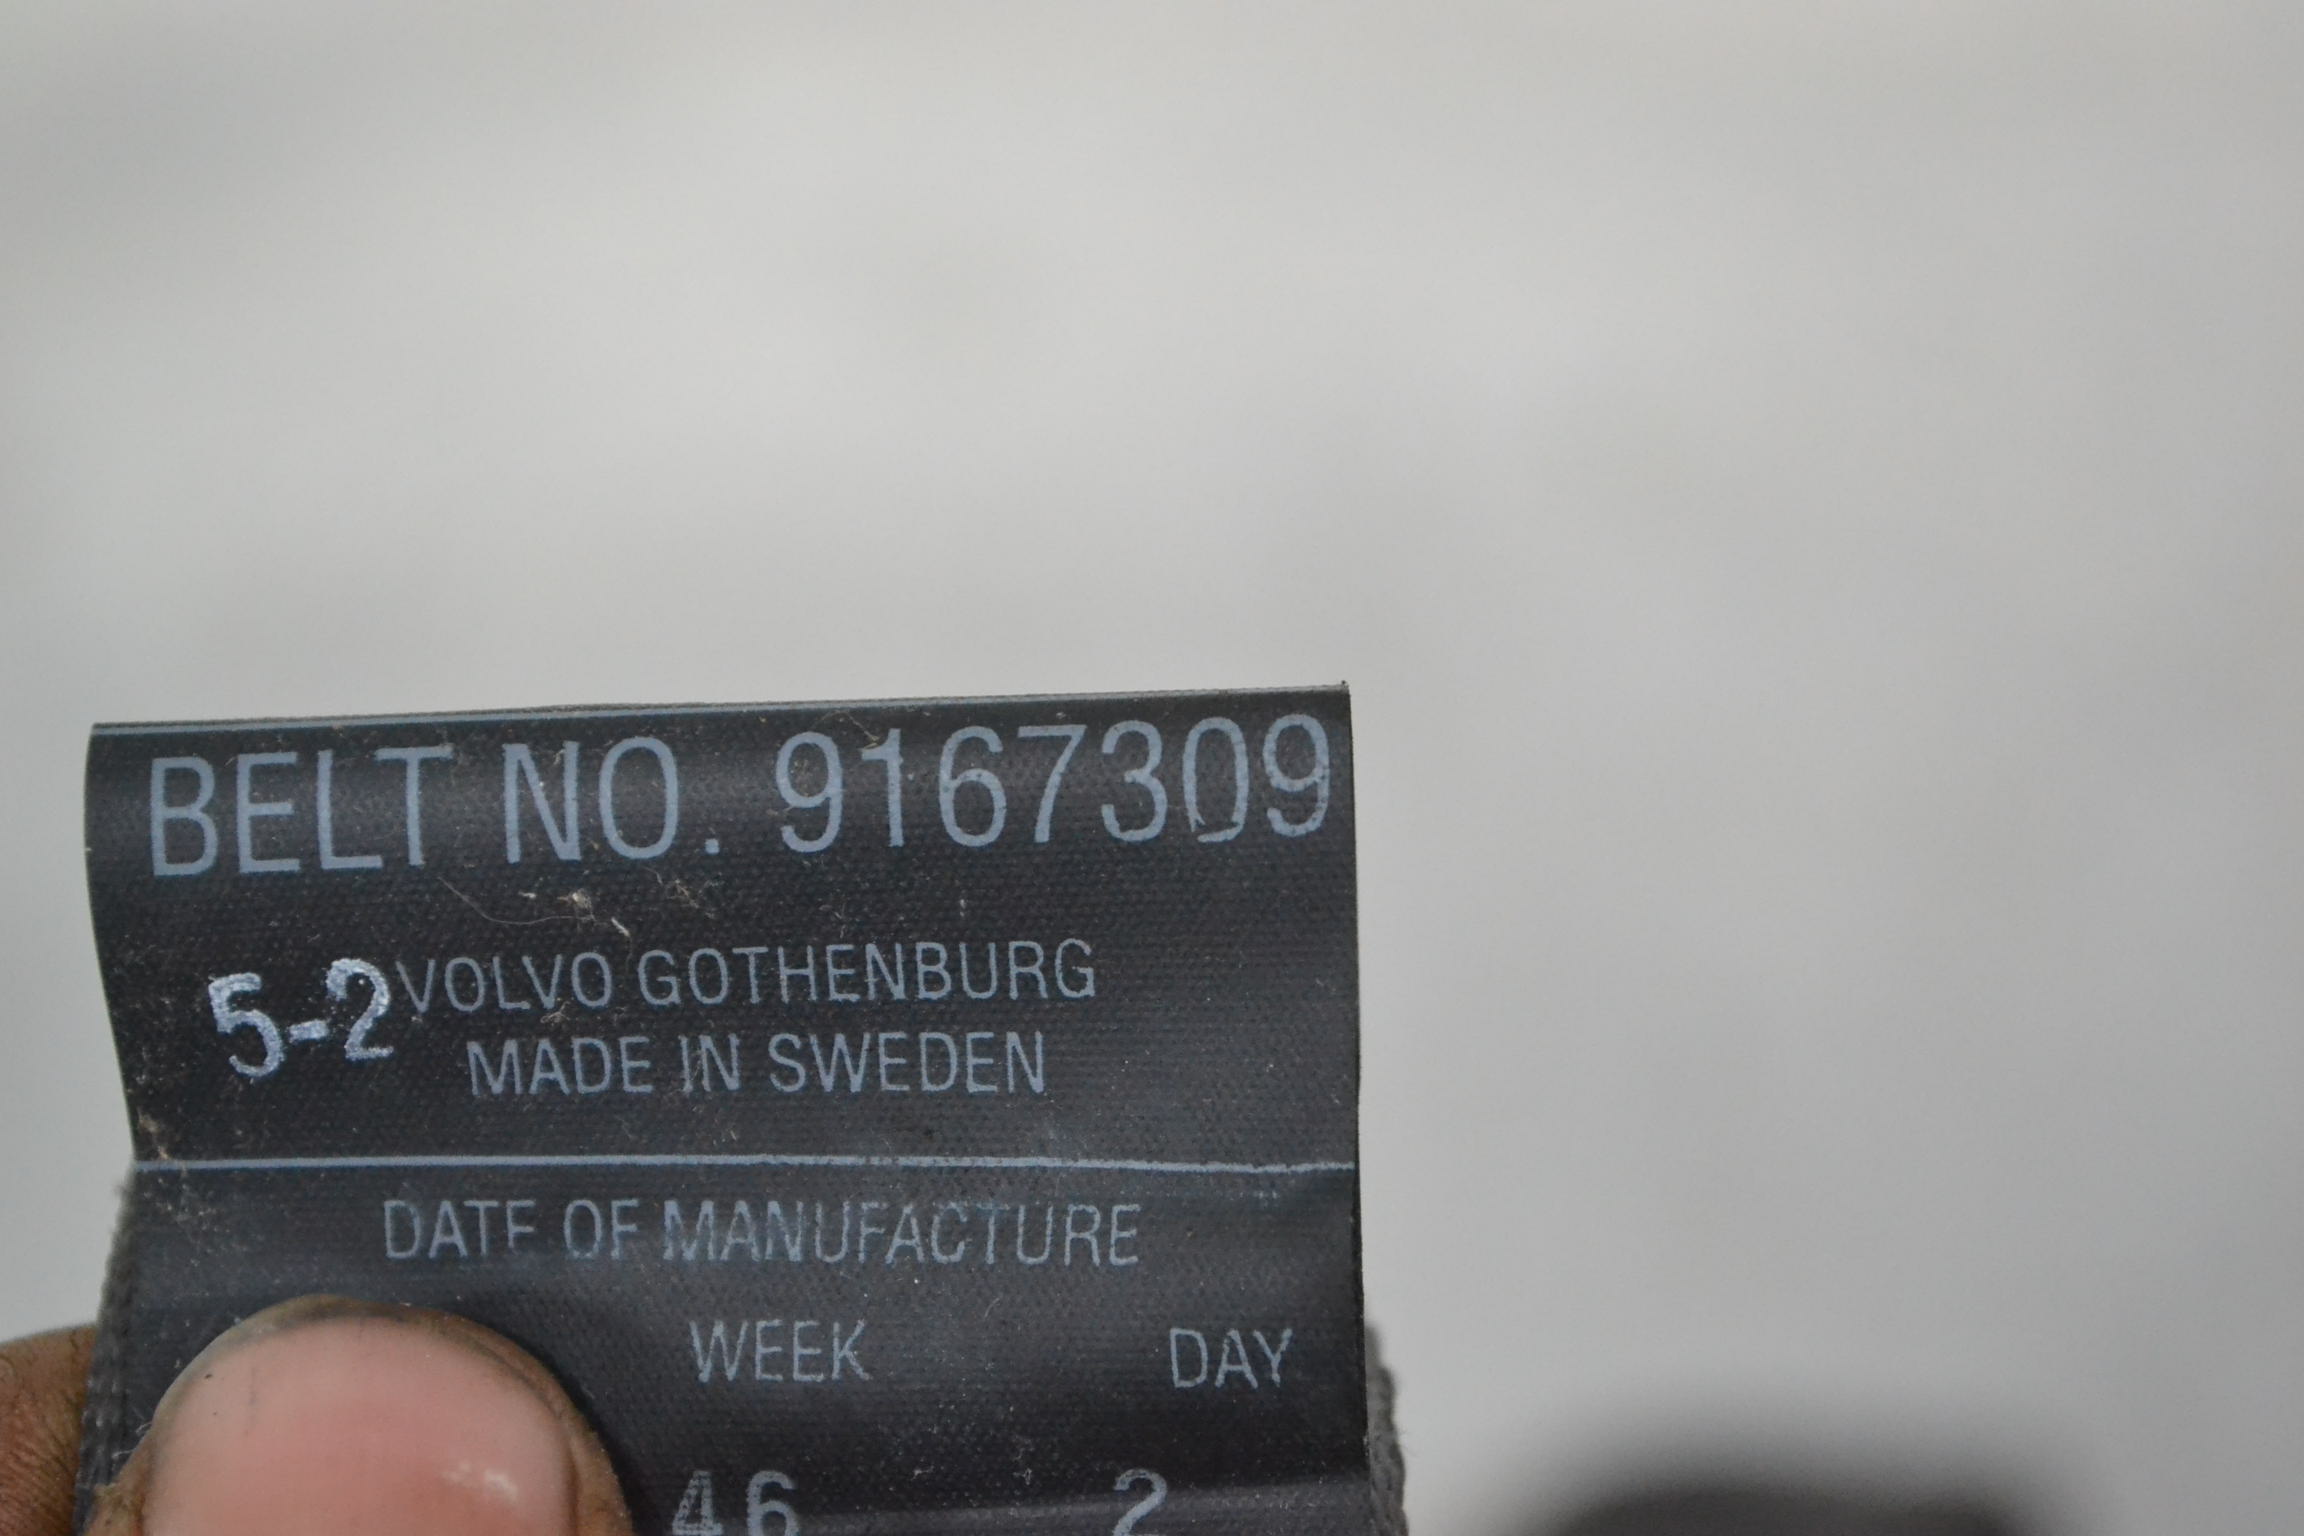 BELT NO. 9167309
5-2 VOLVO GOTHENBURG
MADE IN SWEDEN
DATE OF MANUFACTURE
WEEK DAY
46 2